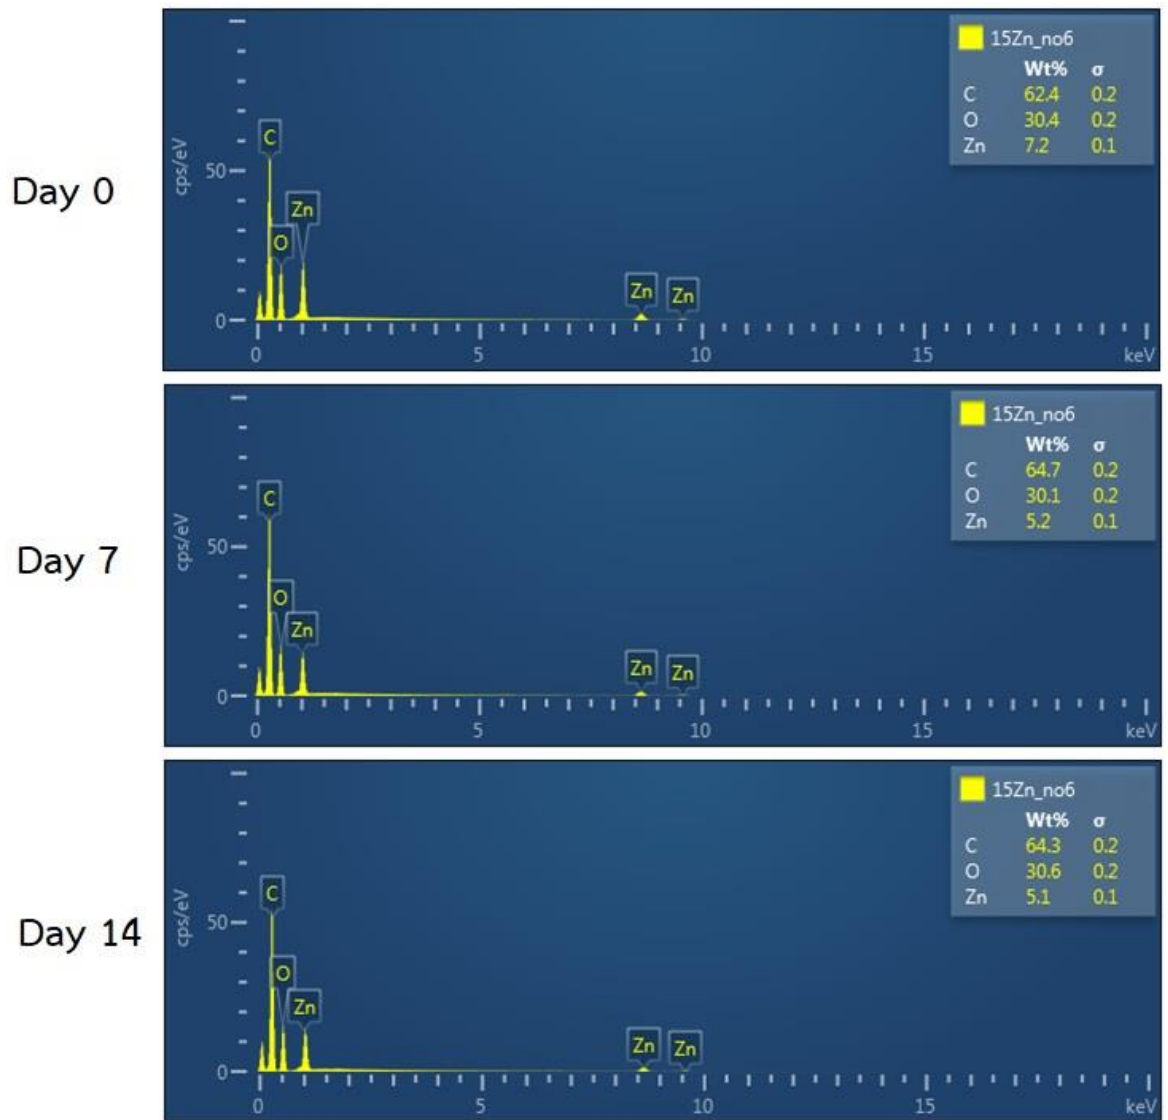 Day 0
15Zn_no6
Wt% σ
C 62.4 0.2
O 30.4 0.2
Zn 7.2 0.1
cps/eV
50
0
C
Zn
O
Zn
Zn
0 5 10 15 keV
Day 7
15Zn_no6
Wt% σ
C 64.7 0.2
O 30.1 0.2
Zn 5.2 0.1
cps/eV
50
0
C
O
Zn
Zn
Zn
0 5 10 15 keV
Day 14
15Zn_no6
Wt% σ
C 64.3 0.2
O 30.6 0.2
Zn 5.1 0.1
cps/eV
50
0
C
O
Zn
Zn
Zn
0 5 10 15 keV